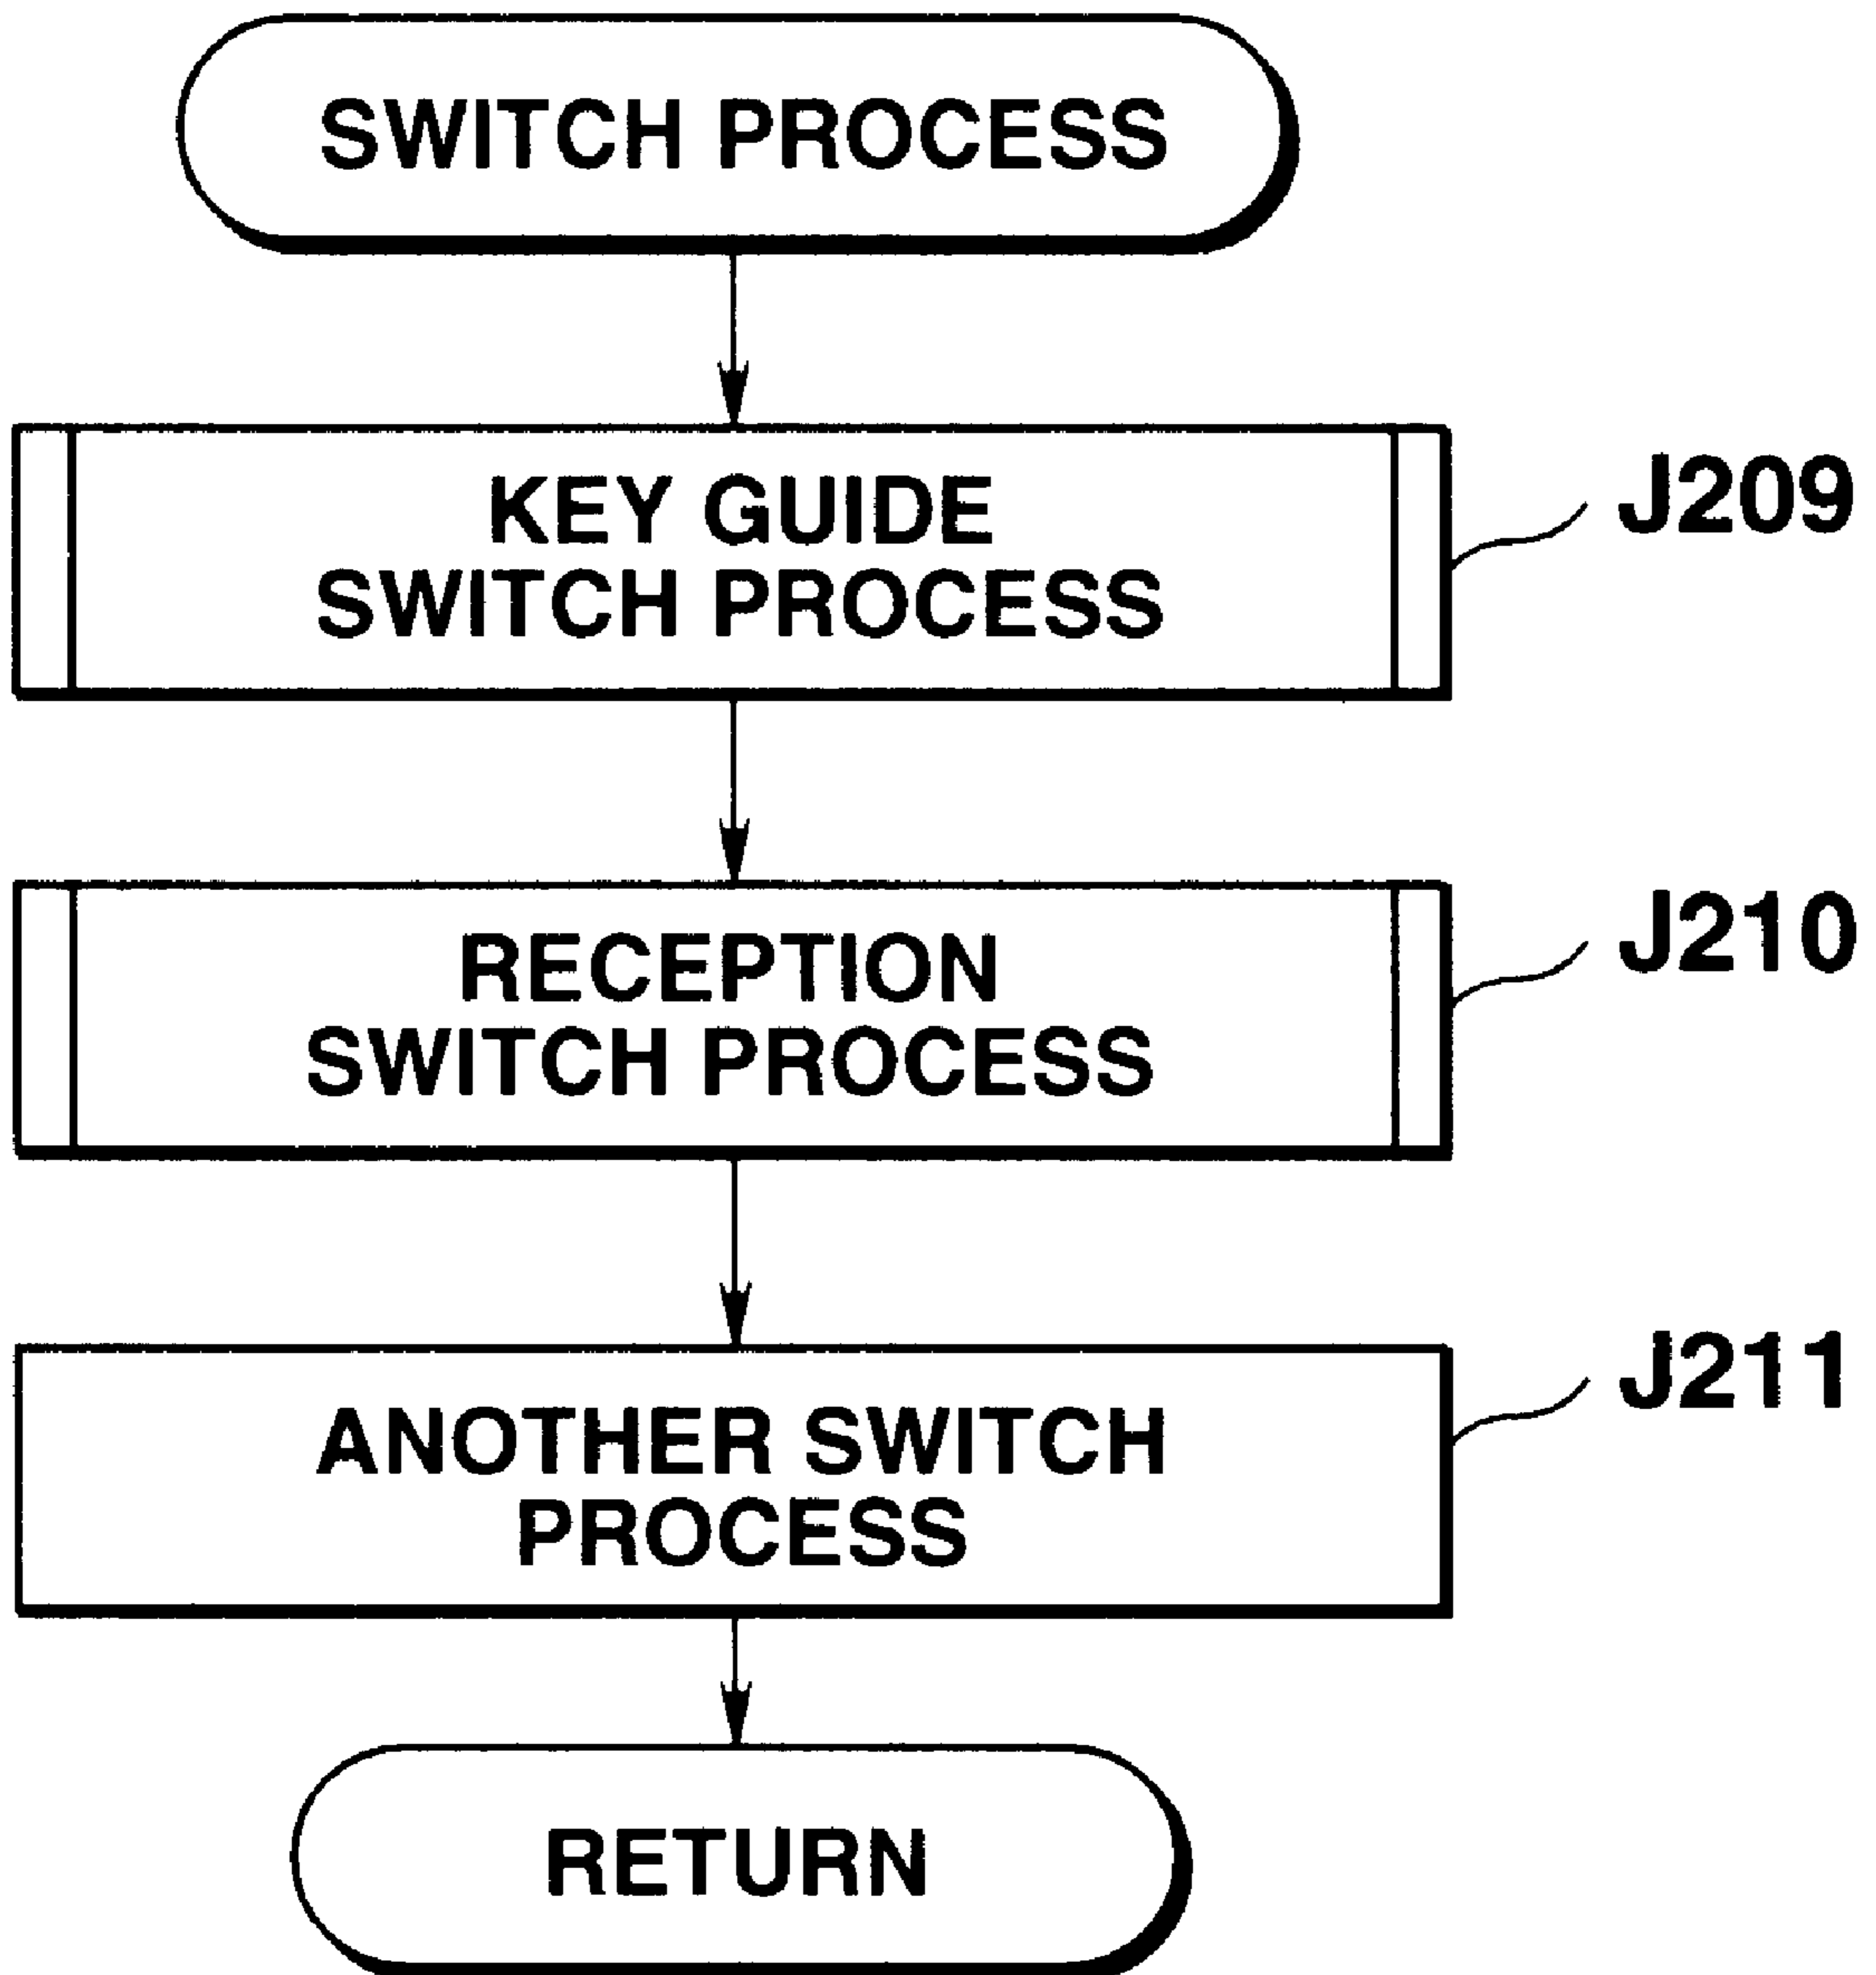 SWITCH PROCESS
KEY GUIDE
SWITCH PROCESS
J209
RECEPTION
SWITCH PROCESS
J210
ANOTHER SWITCH
PROCESS
J211
RETURN